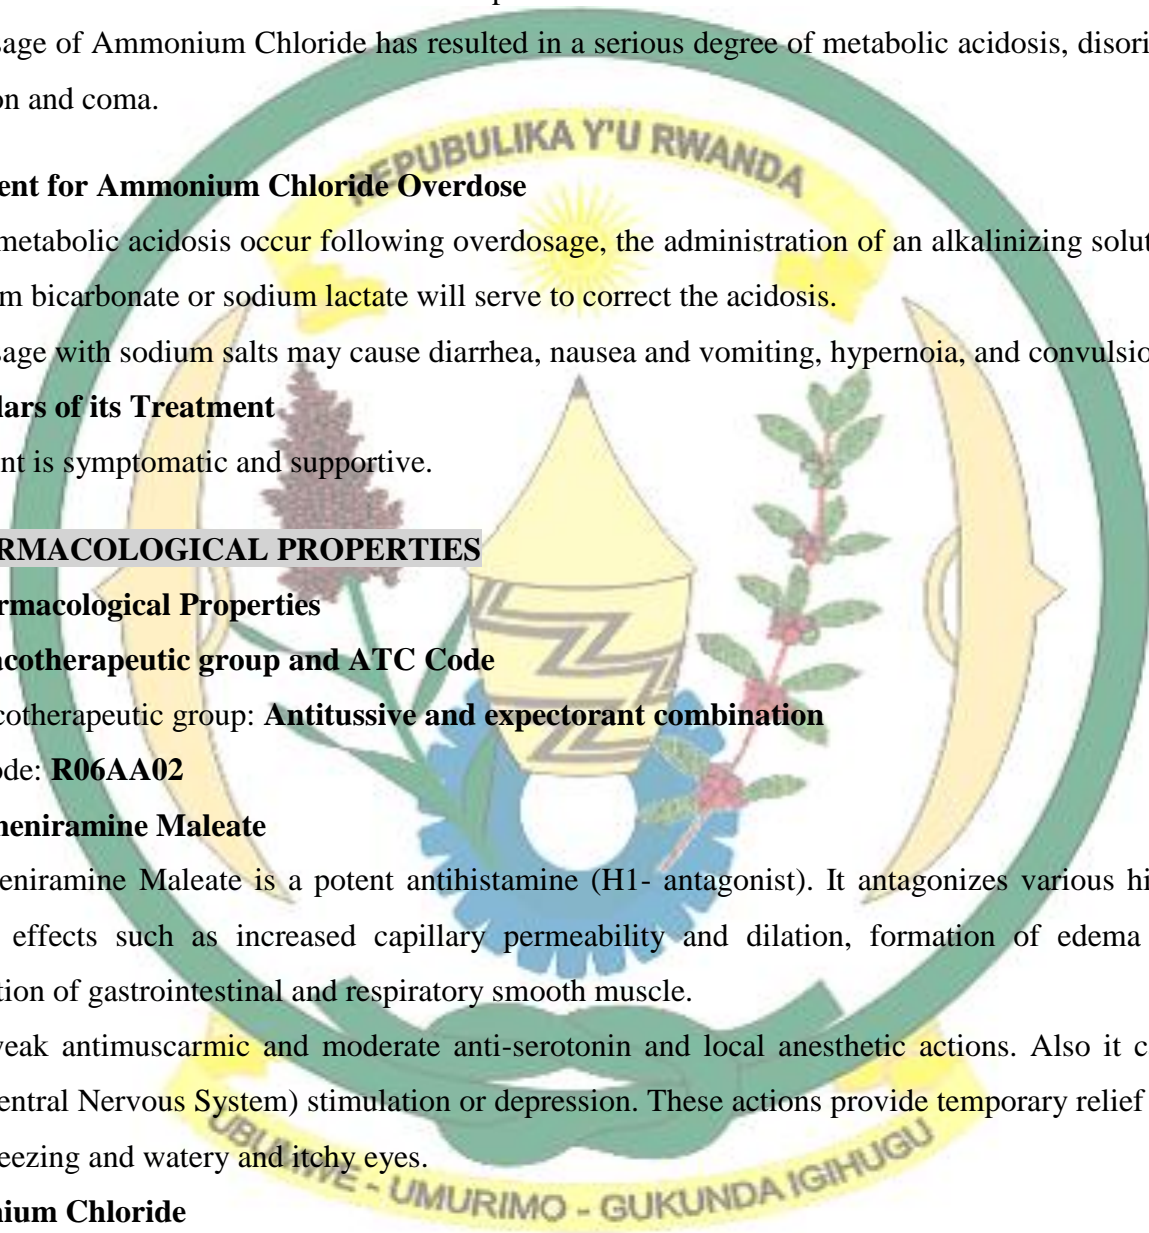 sage of Ammonium Chloride has resulted in a serious degree of metabolic acidosis, disori
on and coma.
REPUBULIKA Y'U RWANDA
ent for Ammonium Chloride Overdose
metabolic acidosis occur following overdosage, the administration of an alkalinizing solut
m bicarbonate or sodium lactate will serve to correct the acidosis.
sage with sodium salts may cause diarrhea, nausea and vomiting, hypernoia, and convulsio
lars of its Treatment
nt is symptomatic and supportive.
RMACOLOGICAL PROPERTIES
rmacological Properties
acotherapeutic group and ATC Code
cotherapeutic group: Antitussive and expectorant combination
ode: R06AA02
heniramine Maleate
eniramine Maleate is a potent antihistamine (H1- antagonist). It antagonizes various hi
effects such as increased capillary permeability and dilation, formation of edema
tion of gastrointestinal and respiratory smooth muscle.
weak antimuscarmic and moderate anti-serotonin and local anesthetic actions. Also it c
entral Nervous System) stimulation or depression. These actions provide temporary relief
eezing and watery and itchy eyes.
UBUMWE - UMURIMO - GUKUNDA IGIHUGU
nium Chloride